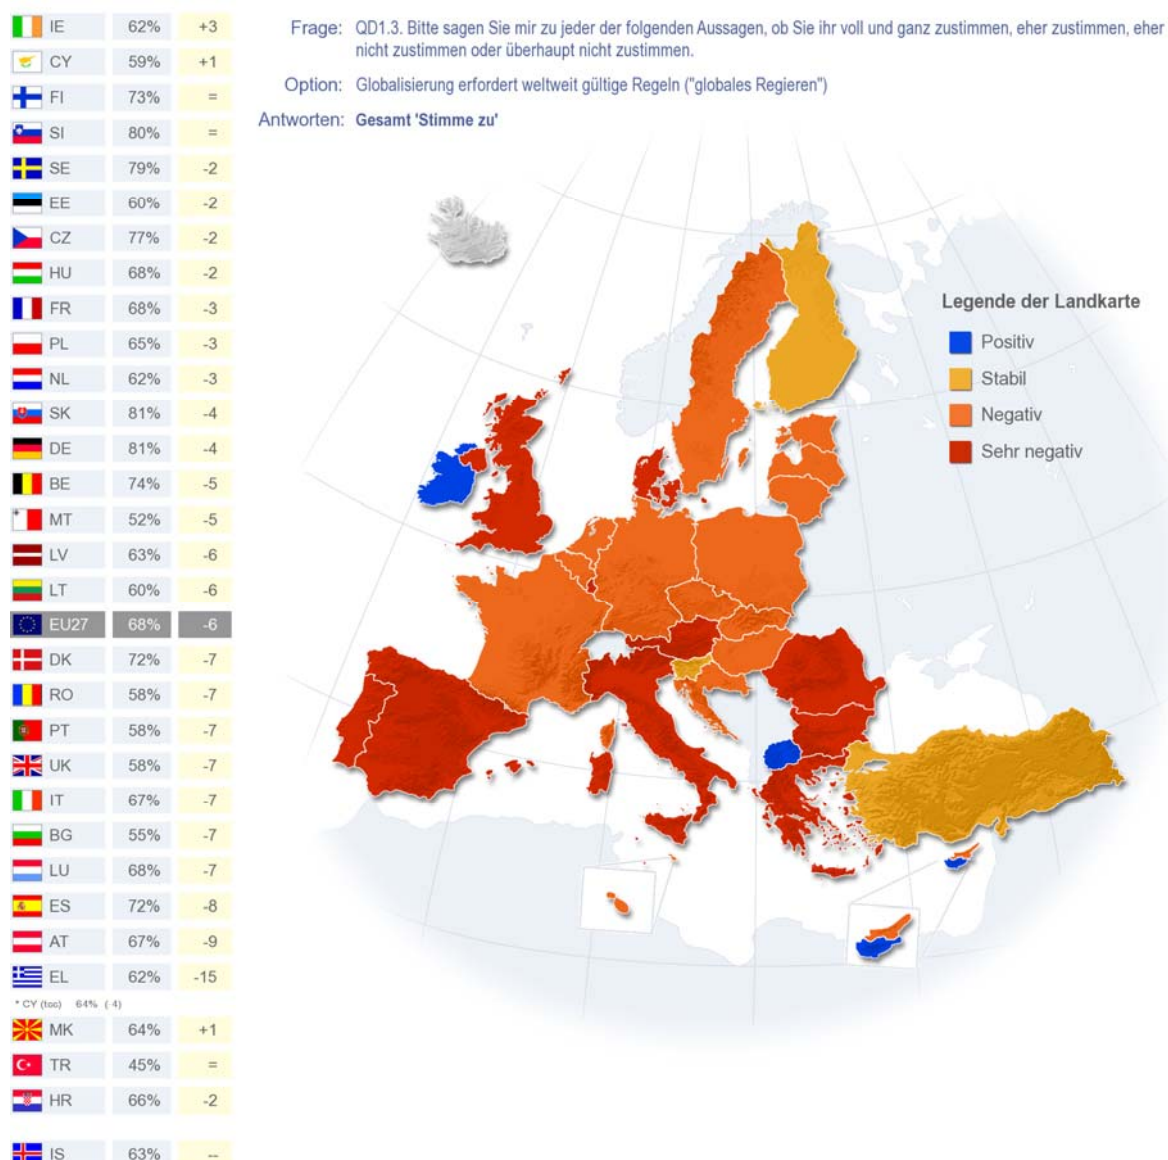 Frage: QD1.3. Bitte sagen Sie mir zu jeder der folgenden Aussagen, ob Sie ihr voll und ganz zustimmen, eher zustimmen, eher
nicht zustimmen oder überhaupt nicht zustimmen.
Option: Globalisierung erfordert weltweit gültige Regeln ("globales Regieren")
Antworten: Gesamt 'Stimme zu'
IE 62% +3
CY 59% +1
FI 73% =
SI 80% =
SE 79% -2
EE 60% -2
CZ 77% -2
HU 68% -2
FR 68% -3
PL 65% -3
NL 62% -3
SK 81% -4
DE 81% -4
BE 74% -5
MT 52% -5
LV 63% -6
LT 60% -6
EU27 68% -6
DK 72% -7
RO 58% -7
PT 58% -7
UK 58% -7
IT 67% -7
BG 55% -7
LU 68% -7
ES 72% -8
AT 67% -9
EL 62% -15
* CY (tcc) 64% (-4)
MK 64% +1
TR 45% =
HR 66% -2
IS 63% --
Legende der Landkarte
Positiv
Stabil
Negativ
Sehr negativ